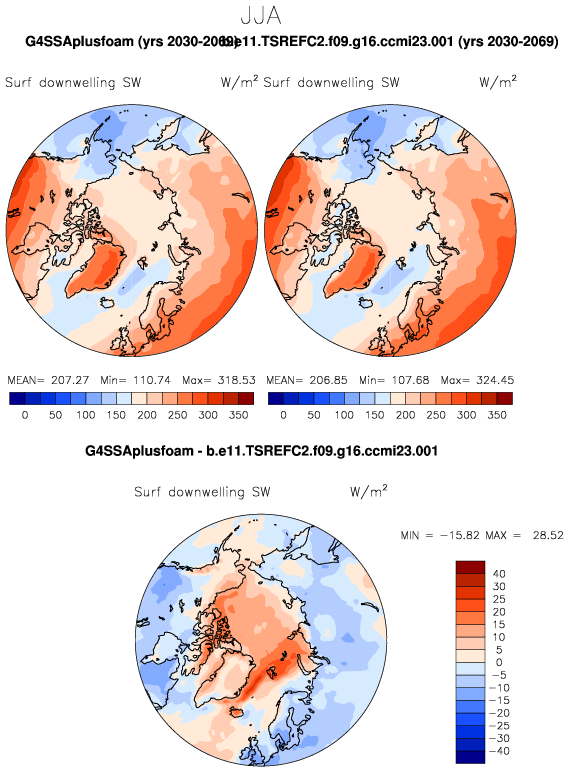 JJA
G4SSAplusfoam (yrs 2030-2069) b.e11.TSREFC2.f09.g16.ccmi23.001 (yrs 2030-2069)
Surf downwelling SW W/m² Surf downwelling SW W/m²
MEAN= 207.27 Min= 110.74 Max= 318.53 MEAN= 206.85 Min= 107.68 Max= 324.45
0 50 100 150 200 250 300 350 0 50 100 150 200 250 300 350
G4SSAplusfoam - b.e11.TSREFC2.f09.g16.ccmi23.001
Surf downwelling SW W/m²
MIN = -15.82 MAX = 28.52
40
30
25
20
15
10
5
0
-5
-10
-15
-20
-25
-30
-40